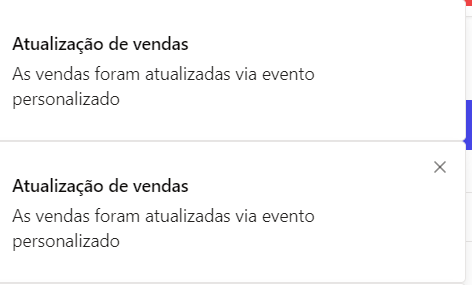 Atualização de vendas
As vendas foram atualizadas via evento
personalizado
Atualização de vendas
As vendas foram atualizadas via evento
personalizado